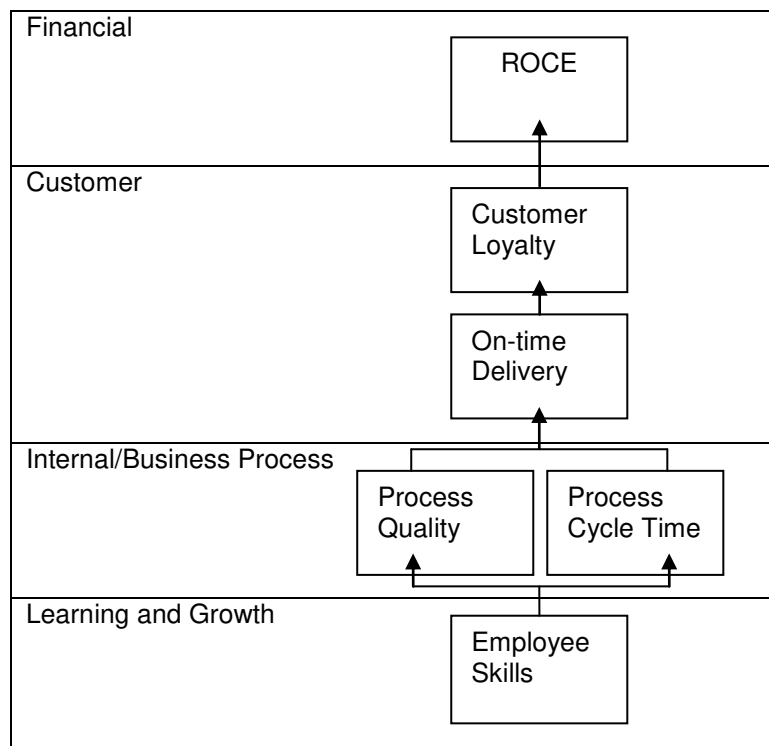 Financial
ROCE
Customer
Customer
Loyalty
On-time
Delivery
Internal/Business Process
Process
Quality
Process
Cycle Time
Learning and Growth
Employee
Skills